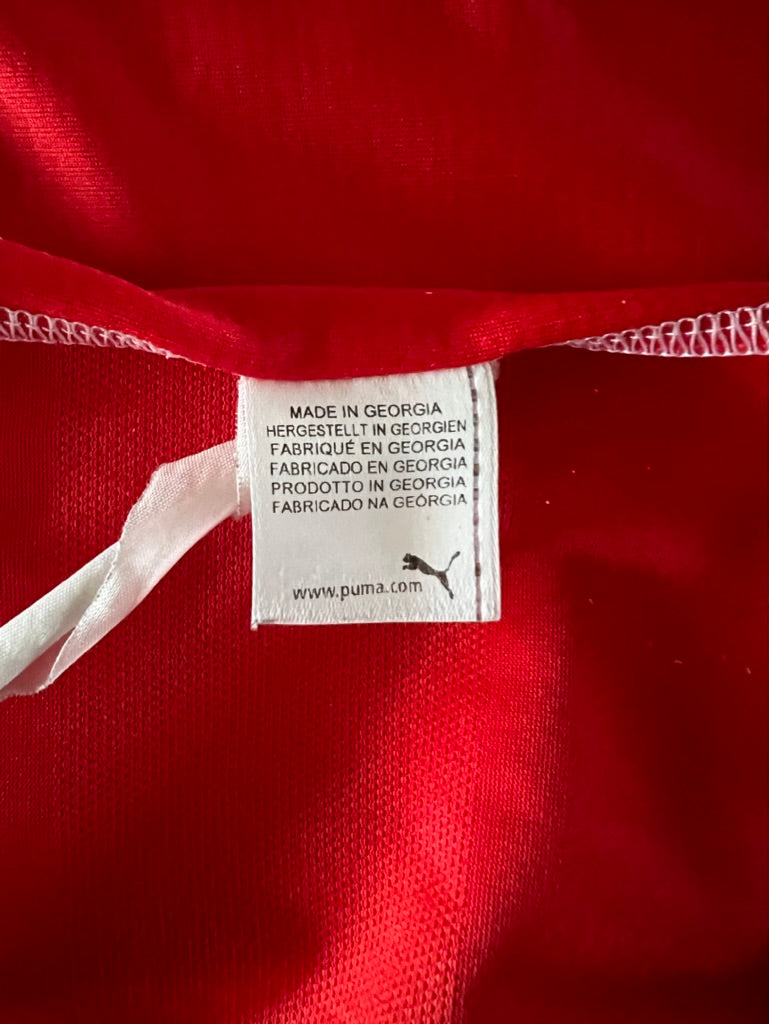 MADE IN GEORGIA
HERGESTELLT IN GEORGIEN
FABRIQUÉ EN GEORGIA
FABRICADO EN GEORGIA
PRODOTTO IN GEORGIA
FABRICADO NA GEÓRGIA
www.puma.com